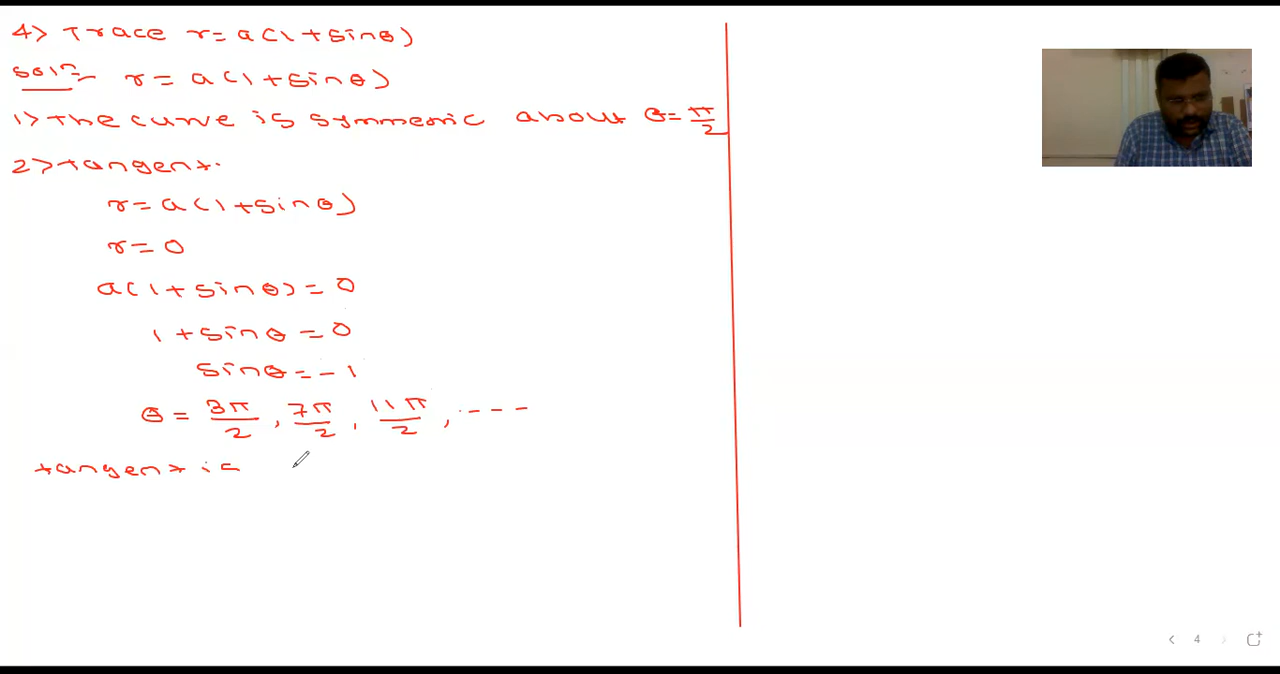 4> Trace r = a(1+sinθ)
Solⁿ r = a(1+sinθ)
1> The curve is symmetric about θ = π/2
2> tangent.
r = a(1+sinθ)
r = 0
a(1+sinθ) = 0
1+sinθ = 0
sinθ = -1
θ = 3π/2, 7π/2, 11π/2, ---
tangent is
< 4 >